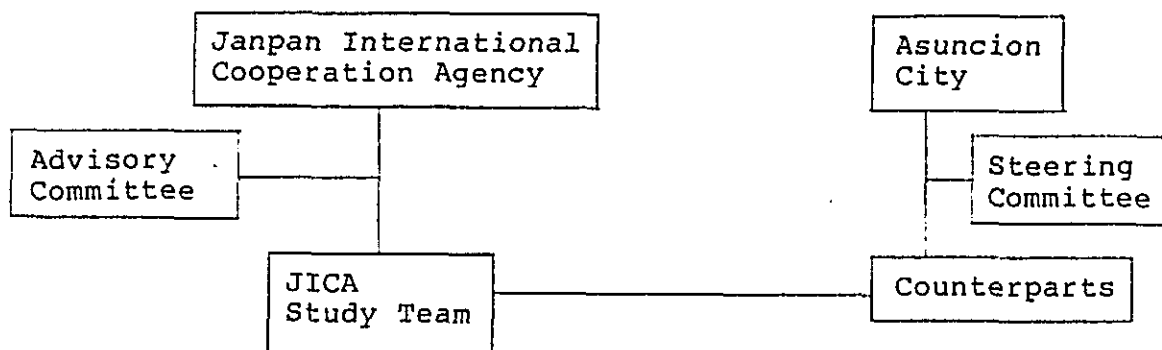 Janpan International
Cooperation Agency
Asuncion
City
Advisory
Committee
Steering
Committee
JICA
Study Team
Counterparts